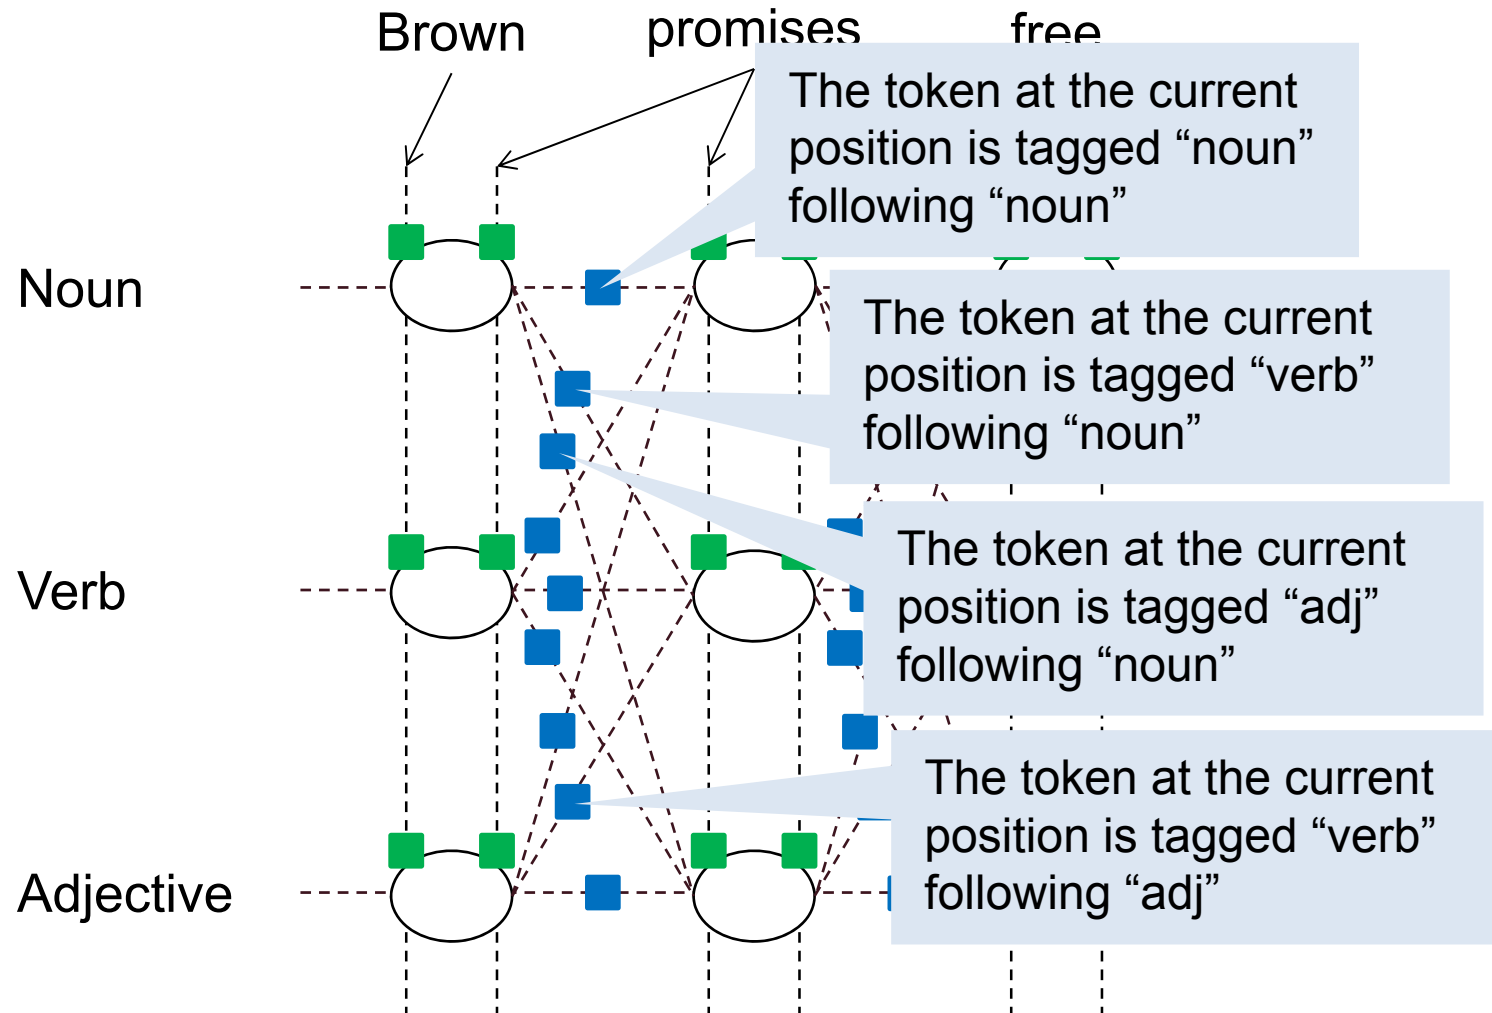 Brown promises free
The token at the current
position is tagged “noun”
following “noun”
Noun
The token at the current
position is tagged “verb”
following “noun”
The token at the current
position is tagged “adj”
following “noun”
Verb
The token at the current
position is tagged “verb”
following “adj”
Adjective